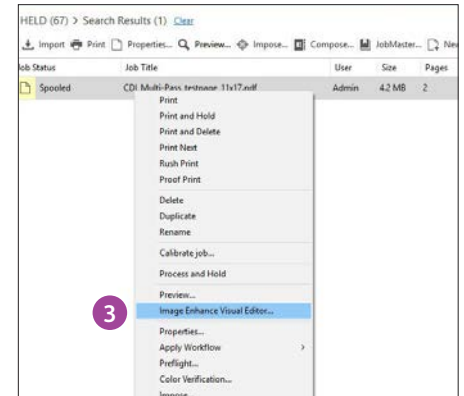 HELD (67) > Search Results (1) Clear
Import Print Properties... Preview... Impose... Compose... JobMaster... New
Job Status Job Title User Size Pages
Spooled CDI Multi-Pass testpage 11x17.pdf Admin 4.2 MB 2
Print
Print and Hold
Print and Delete
Print Next
Rush Print
Proof Print
Delete
Duplicate
Rename
Calibrate job...
Process and Hold
Preview...
3 Image Enhance Visual Editor...
Properties...
Apply Workflow >
Preflight...
Color Verification...
Impose